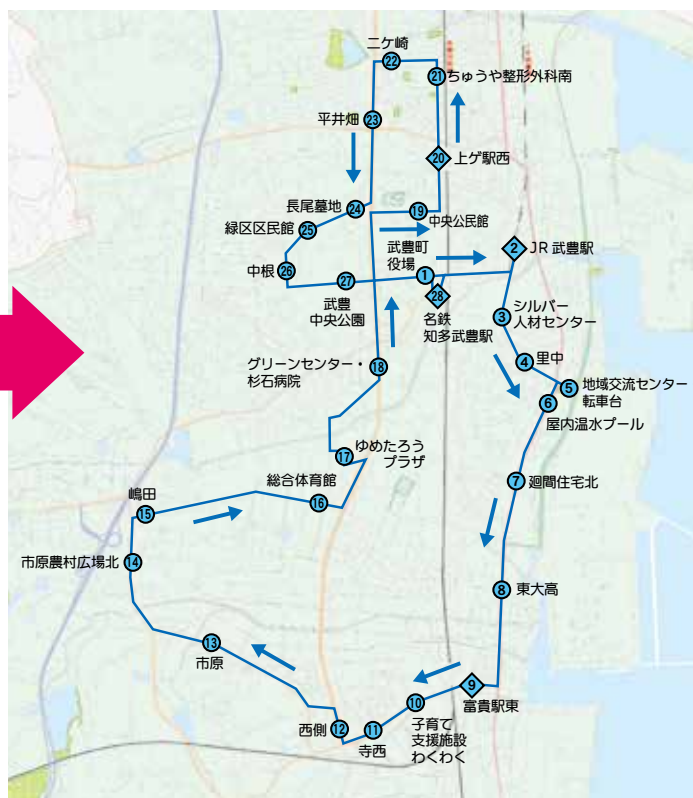 1
武豊町
役場
2
JR 武豊駅
3
シルバー
人材センター
4
里中
5
地域交流センター
転車台
6
屋内温水プール
7
廻間住宅北
8
東大高
9
富貴駅東
10
子育て
支援施設
わくわく
11
寺西
12
西側
13
市原
14
市原農村広場北
15
嶋田
16
総合体育館
17
ゆめたろう
プラザ
18
グリーンセンター・
杉石病院
19
中央公民館
20
上ゲ駅西
21
ちゅうや整形外科南
22
二ケ崎
23
平井畑
24
長尾墓地
25
緑区区民館
26
中根
27
武豊
中央公園
28
名鉄
知多武豊駅